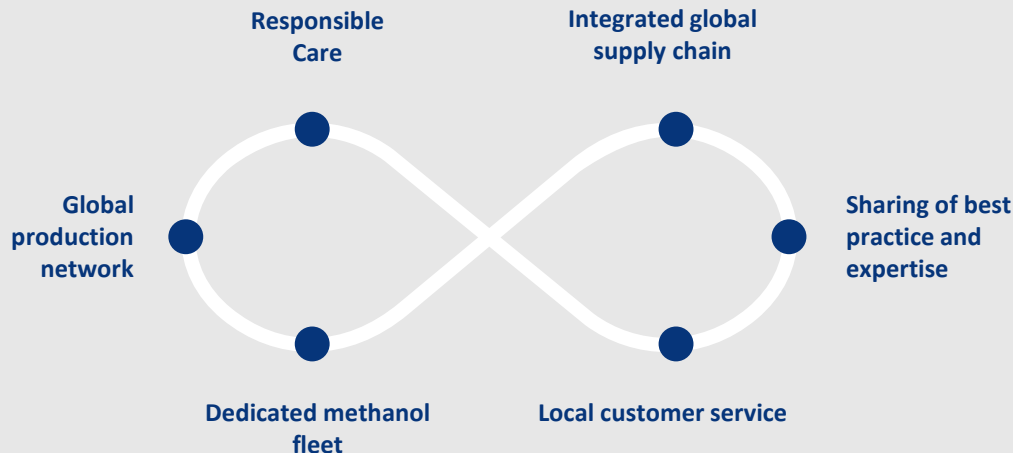 Responsible
Care
Integrated global
supply chain
Global
production
network
Sharing of best
practice and
expertise
Dedicated methanol
fleet
Local customer service